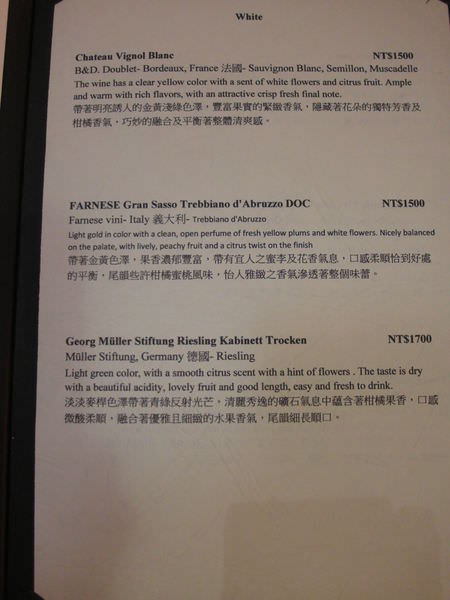 White
Chateau Vignol Blanc NT$1500
B&D. Doublet- Bordeaux, France 法國- Sauvignon Blanc, Semillon, Muscadelle
The wine has a clear yellow color with a sent of white flowers and citrus fruit. Ample
and warm with rich flavors, with an attractive crisp fresh final note.
帶著明亮誘人的金黃淺綠色澤，豐富果實的緊緻香氣，隱藏著花朵的獨特芳香及
柑橘香氣，巧妙的融合及平衡著整體清爽感。
FARNESE Gran Sasso Trebbiano d'Abruzzo DOC NT$1500
Farnese vini- Italy 義大利- Trebbiano d'Abruzzo
Light gold in color with a clean, open perfume of fresh yellow plums and white flowers. Nicely balanced
on the palate, with lively, peachy fruit and a citrus twist on the finish
帶著金黃色澤，果香濃郁豐富，帶有宜人之蜜李及花香氣息，口感柔順恰到好處
的平衡，尾韻些許柑橘蜜桃風味，怡人雅緻之香氣滲透著整個味蕾。
Georg Müller Stiftung Riesling Kabinett Trocken NT$1700
Müller Stiftung, Germany 德國- Riesling
Light green color, with a smooth citrus scent with a hint of flowers . The taste is dry
with a beautiful acidity, lovely fruit and good length, easy and fresh to drink.
淡淡麥桿色澤帶著青綠反射光芒，清麗秀逸的礦石氣息中蘊含著柑橘果香，口感
微酸柔順，融合著優雅且細緻的水果香氣，尾韻細長順口。